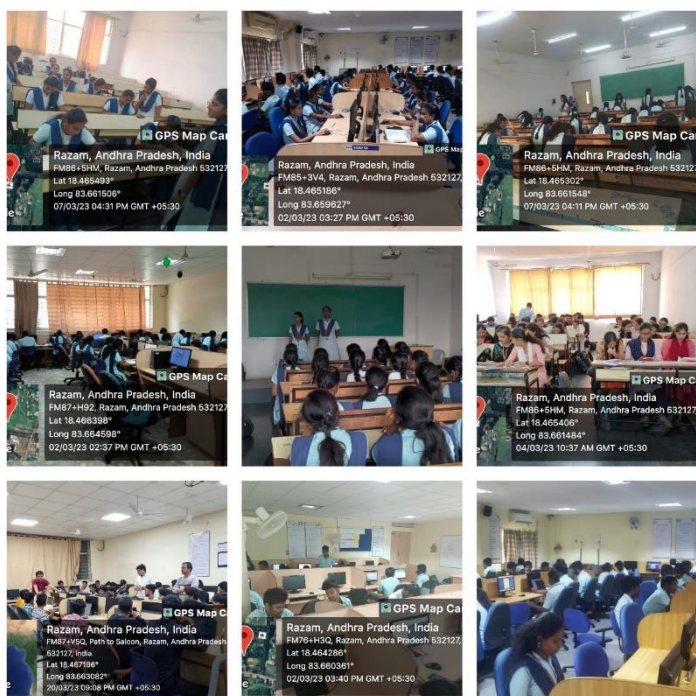 GPS Map Ca
Razam, Andhra Pradesh, India
FM86+5HM, Razam, Andhra Pradesh 532127
Lat 18.465493°
Long 83.661506°
07/03/23 04:31 PM GMT +05:30
GPS Map
Razam, Andhra Pradesh, India
FM85+3V4, Razam, Andhra Pradesh 532127,
Lat 18.465186°
Long 83.659627°
02/03/23 03:27 PM GMT +05:30
GPS Map Ca
Razam, Andhra Pradesh, India
FM86+5HM, Razam, Andhra Pradesh 532127
Lat 18.465302°
Long 83.661548°
07/03/23 04:11 PM GMT +05:30
GPS Map Ca
Razam, Andhra Pradesh, India
FM87+H92, Razam, Andhra Pradesh 532127
Lat 18.466398°
Long 83.664598°
02/03/23 02:37 PM GMT +05:30
GPS Map C
Razam, Andhra Pradesh, India
FM86+5HM, Razam, Andhra Pradesh 532127
Lat 18.465406°
Long 83.661484°
04/03/23 10:37 AM GMT +05:30
GPS Map C
Razam, Andhra Pradesh, India
FM87+V5Q, Path to Saloon, Razam, Andhra Pradesh
532127, India
Lat 18.467186°
Long 83.663082°
20/03/23 09:08 PM GMT +05:30
GPS Map Ca
Razam, Andhra Pradesh, India
FM76+H3Q, Razam, Andhra Pradesh 532127,
Lat 18.464286°
Long 83.660361°
02/03/23 03:40 PM GMT +05:30